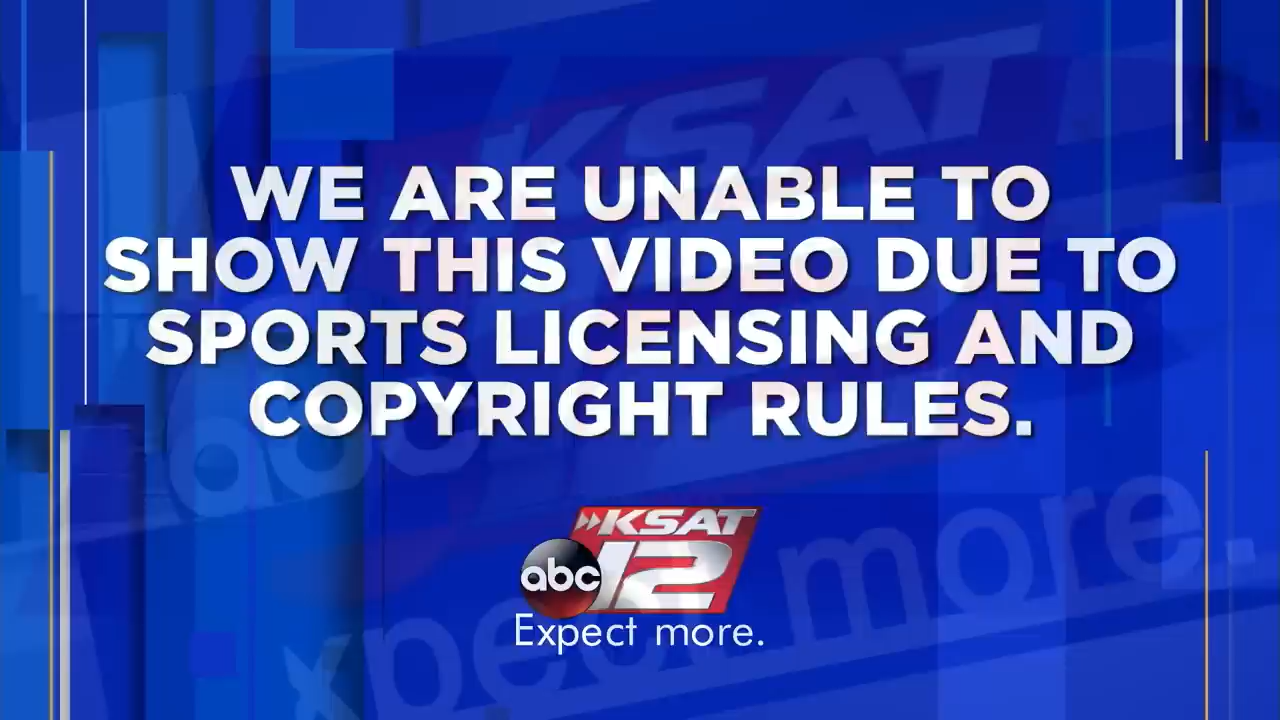 WE ARE UNABLE TO
SHOW THIS VIDEO DUE TO
SPORTS LICENSING AND
COPYRIGHT RULES.
KSAT
abc 12
Expect more.